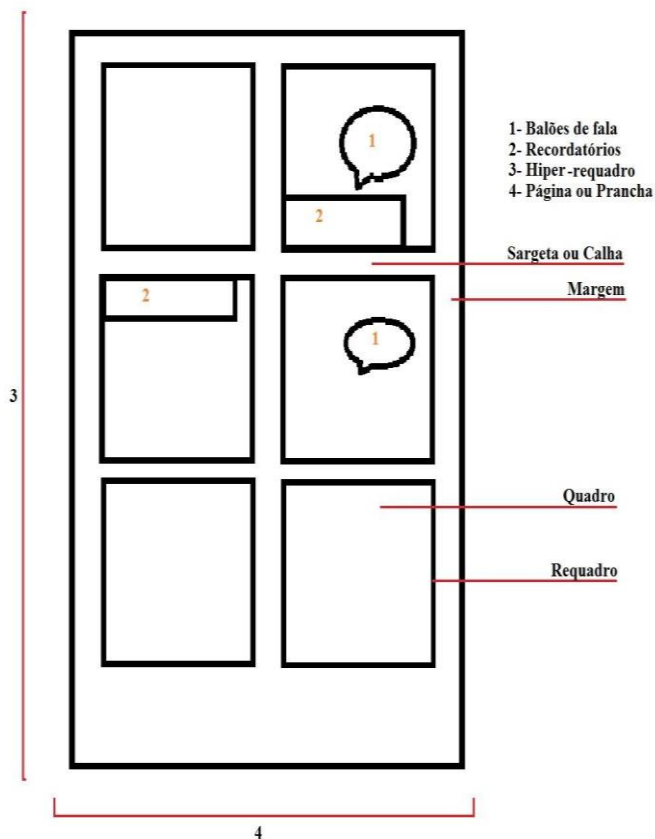 1- Balões de fala
2- Recordatórios
3- Hiper-requadro
4- Página ou Prancha
1
2
Sargeta ou Calha
2
Margem
1
3
Quadro
Requadro
4